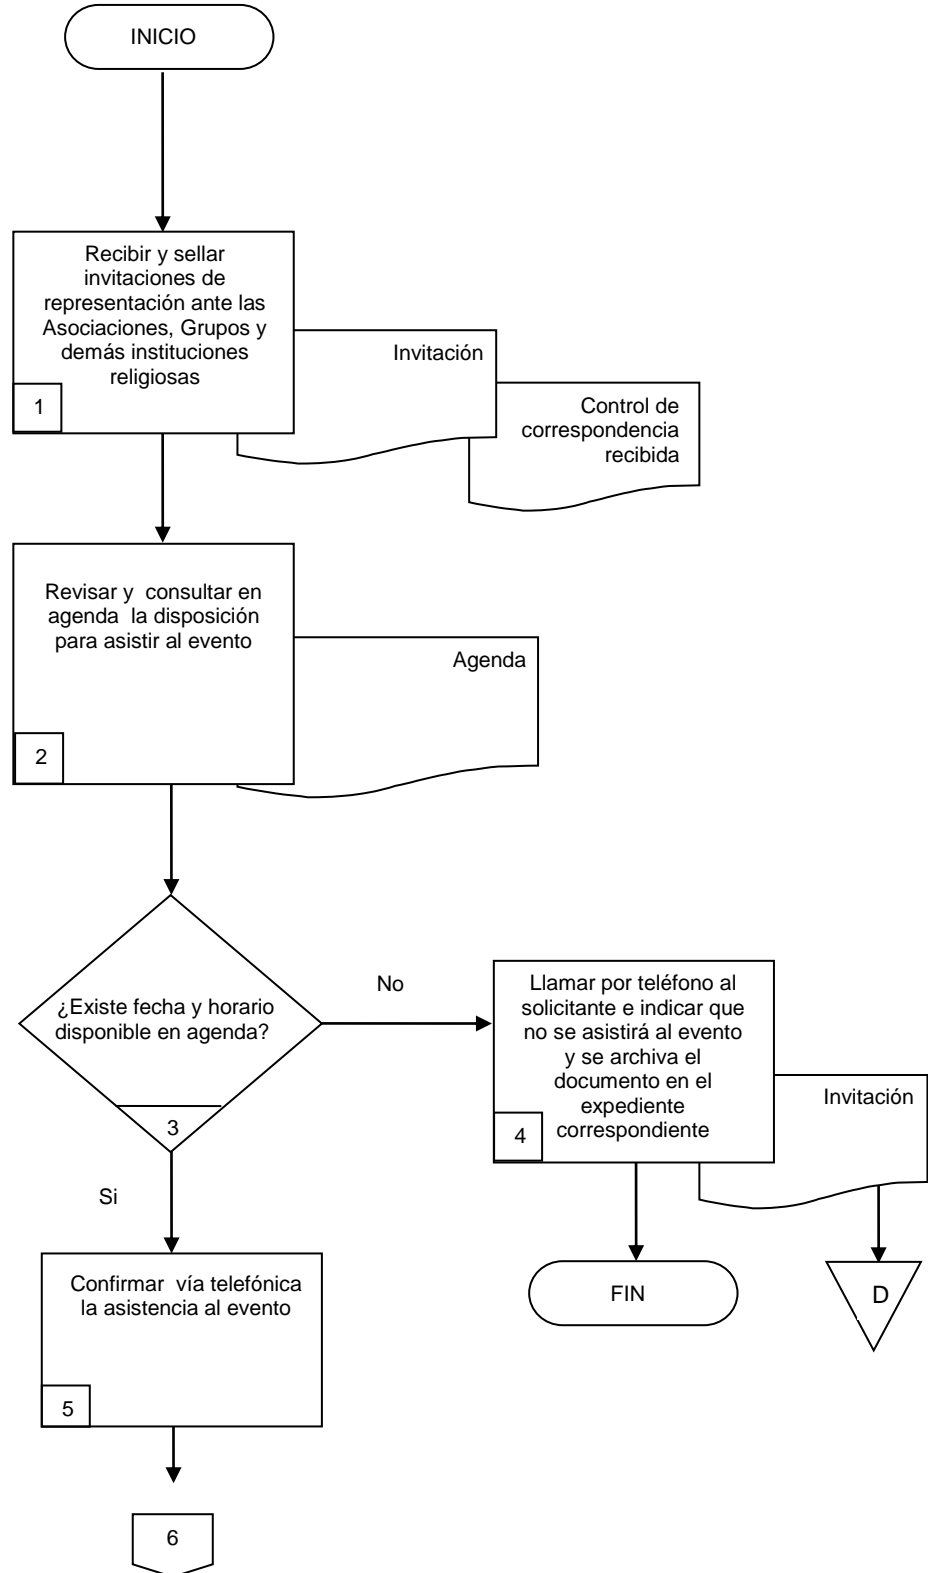 INICIO
Recibir y sellar
invitaciones de
representación ante las
Asociaciones, Grupos y
demás instituciones
religiosas
1
Invitación
Control de
correspondencia
recibida
Revisar y consultar en
agenda la disposición
para asistir al evento
2
Agenda
¿Existe fecha y horario
disponible en agenda?
3
No
Llamar por teléfono al
solicitante e indicar que
no se asistirá al evento
y se archiva el
documento en el
expediente
correspondiente
4
Invitación
Si
FIN
D
Confirmar vía telefónica
la asistencia al evento
5
6